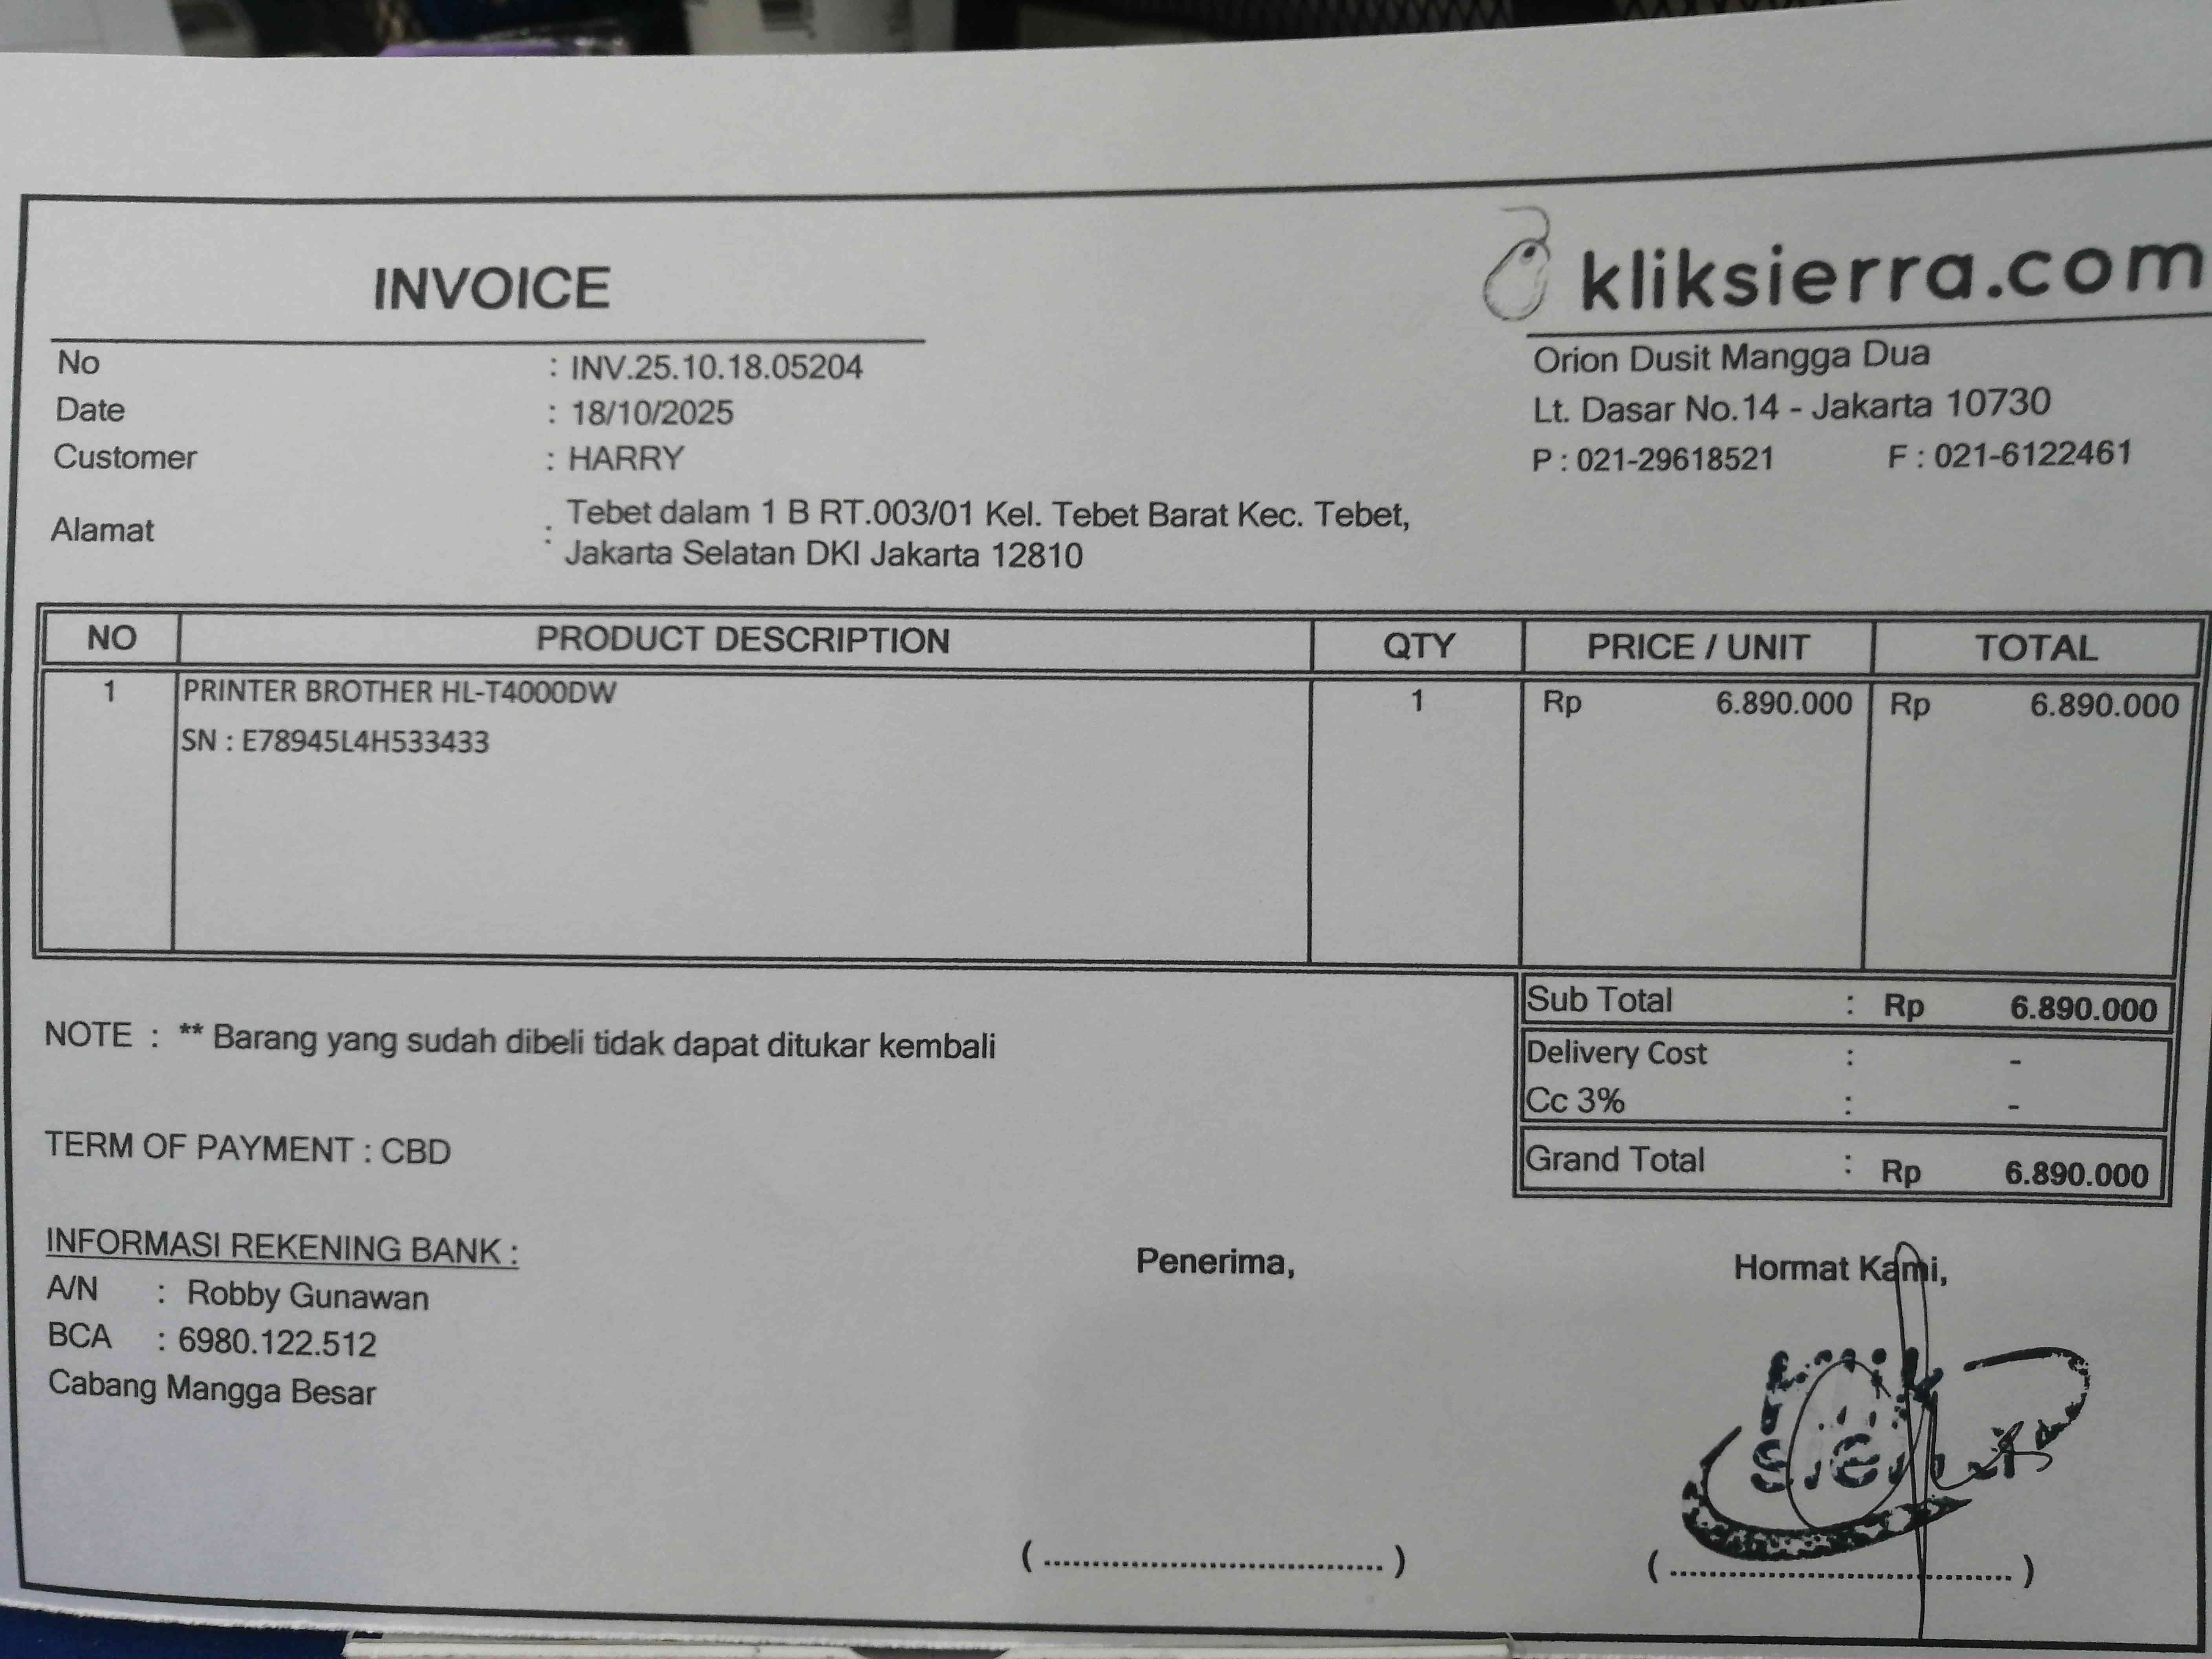 INVOICE
kliksierra.com
No : INV.25.10.18.05204
Date : 18/10/2025
Customer : HARRY
Alamat : Tebet dalam 1 B RT.003/01 Kel. Tebet Barat Kec. Tebet,
Jakarta Selatan DKI Jakarta 12810
Orion Dusit Mangga Dua
Lt. Dasar No.14 - Jakarta 10730
P : 021-29618521 F : 021-6122461
NO PRODUCT DESCRIPTION QTY PRICE / UNIT TOTAL
1 PRINTER BROTHER HL-T4000DW 1 Rp 6.890.000 Rp 6.890.000
SN : E78945L4H533433
Sub Total : Rp 6.890.000
Delivery Cost : -
Cc 3% : -
Grand Total : Rp 6.890.000
NOTE : ** Barang yang sudah dibeli tidak dapat ditukar kembali
TERM OF PAYMENT : CBD
INFORMASI REKENING BANK :
A/N : Robby Gunawan
BCA : 6980.122.512
Cabang Mangga Besar
Penerima,
(..................................)
Hormat Kami,
(..................................)